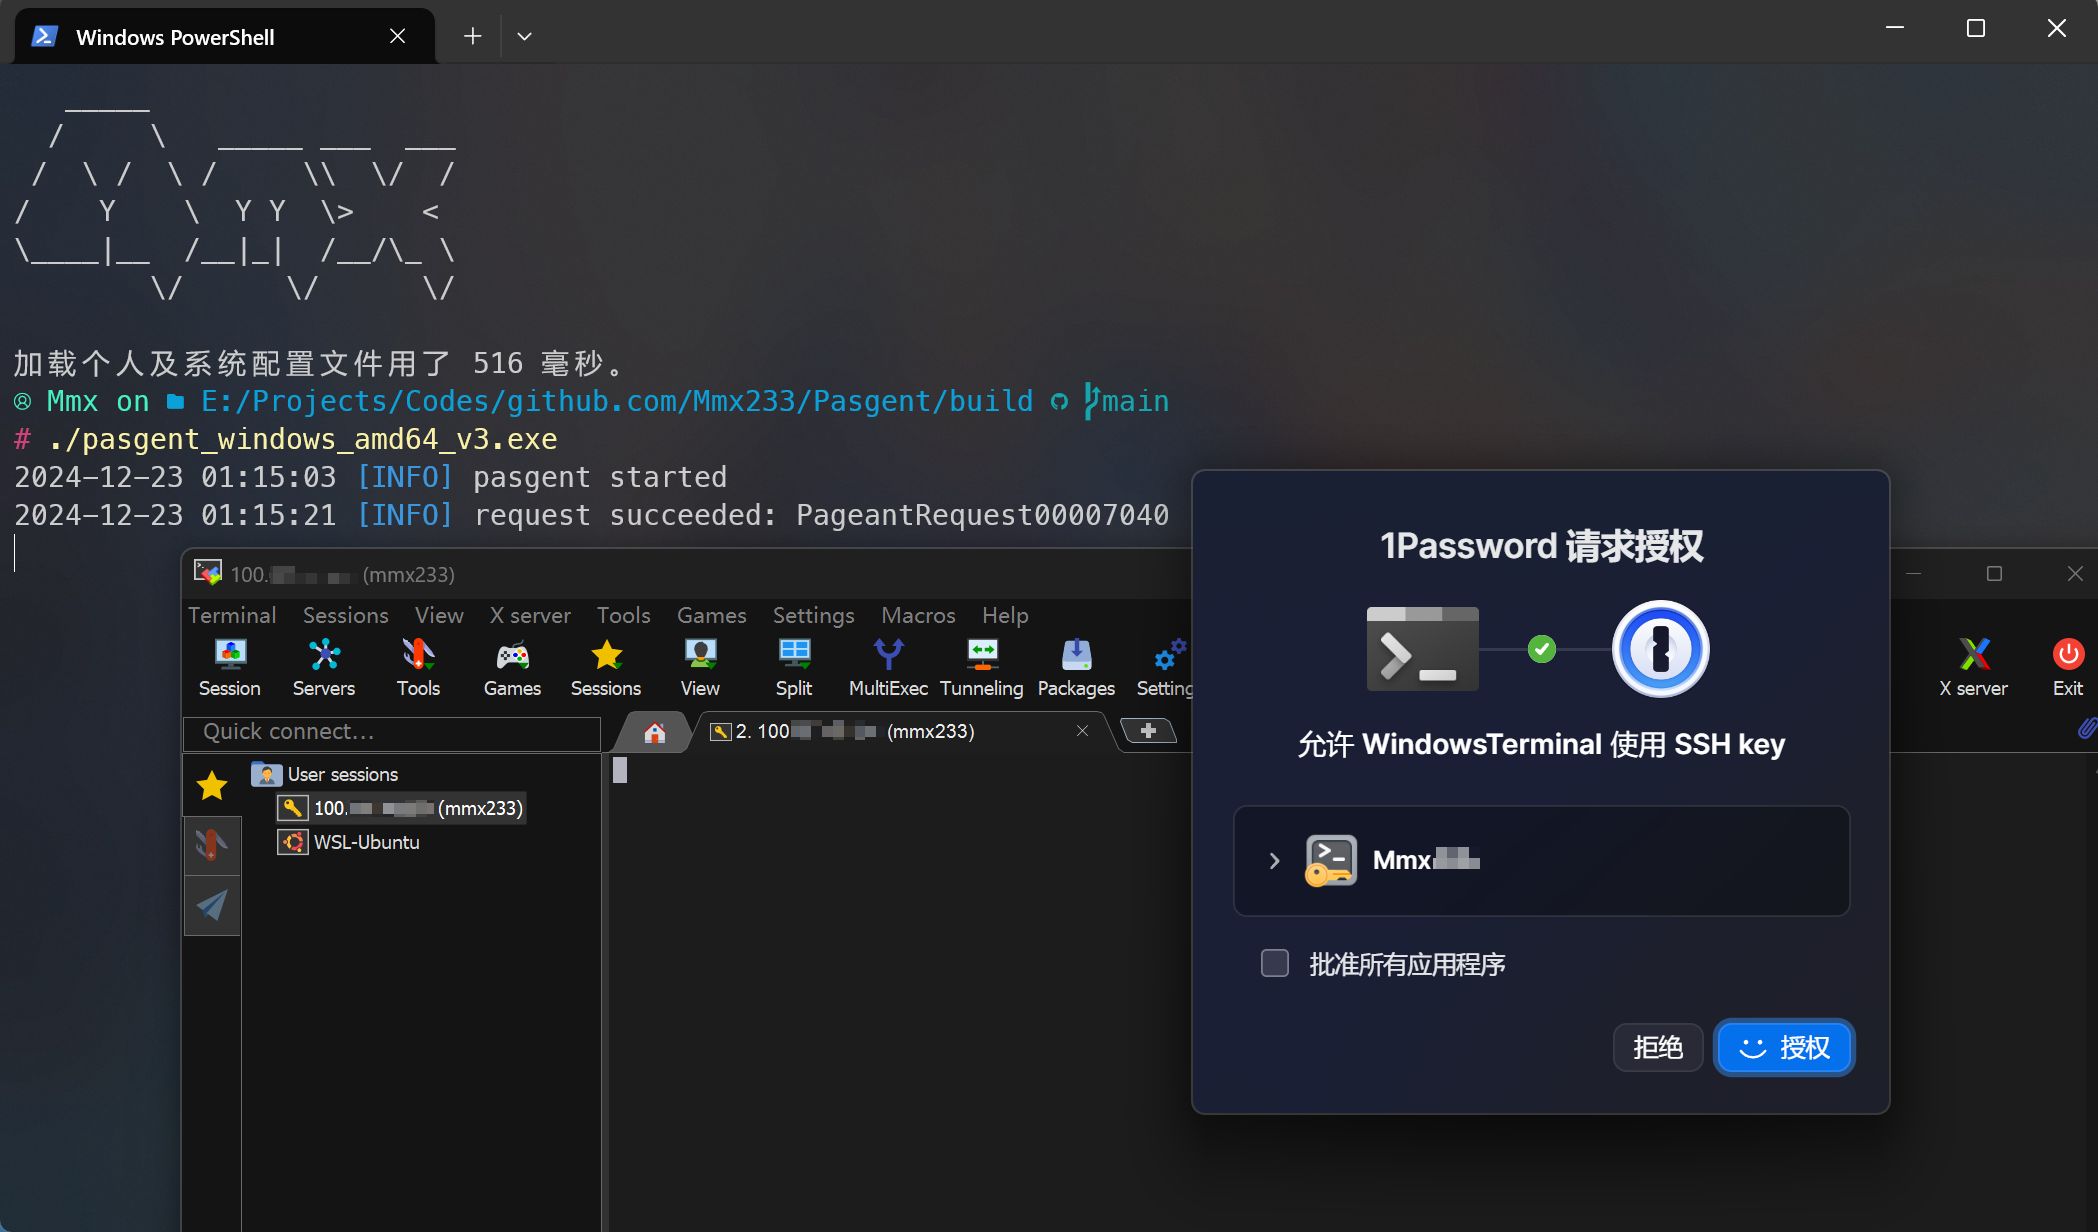 Windows PowerShell
加载个人及系统配置文件用了 516 毫秒。
Mmx on E:/Projects/Codes/github.com/Mmx233/Pasgent/build main
# ./pasgent_windows_amd64_v3.exe
2024-12-23 01:15:03 [INFO] pasgent started
2024-12-23 01:15:21 [INFO] request succeeded: PageantRequest00007040
100. (mmx233)
Terminal Sessions View X server Tools Games Settings Macros Help
Session Servers Tools Games Sessions View Split MultiExec Tunneling Packages Setting X server Exit
Quick connect...
2. 100 (mmx233)
User sessions
100. (mmx233)
WSL-Ubuntu
1Password 请求授权
允许 WindowsTerminal 使用 SSH key
Mmx
批准所有应用程序
拒绝
授权